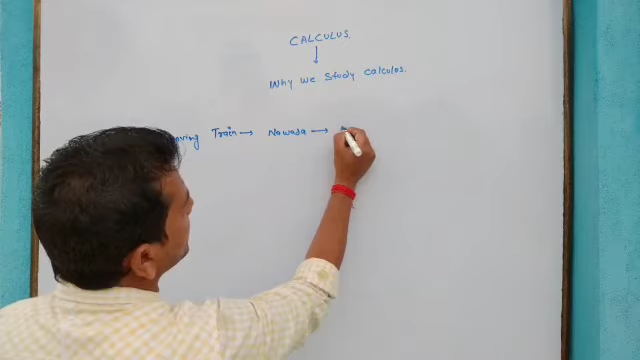 CALCULUS.
↓
Why we Study calculus.
Train → Nawada →